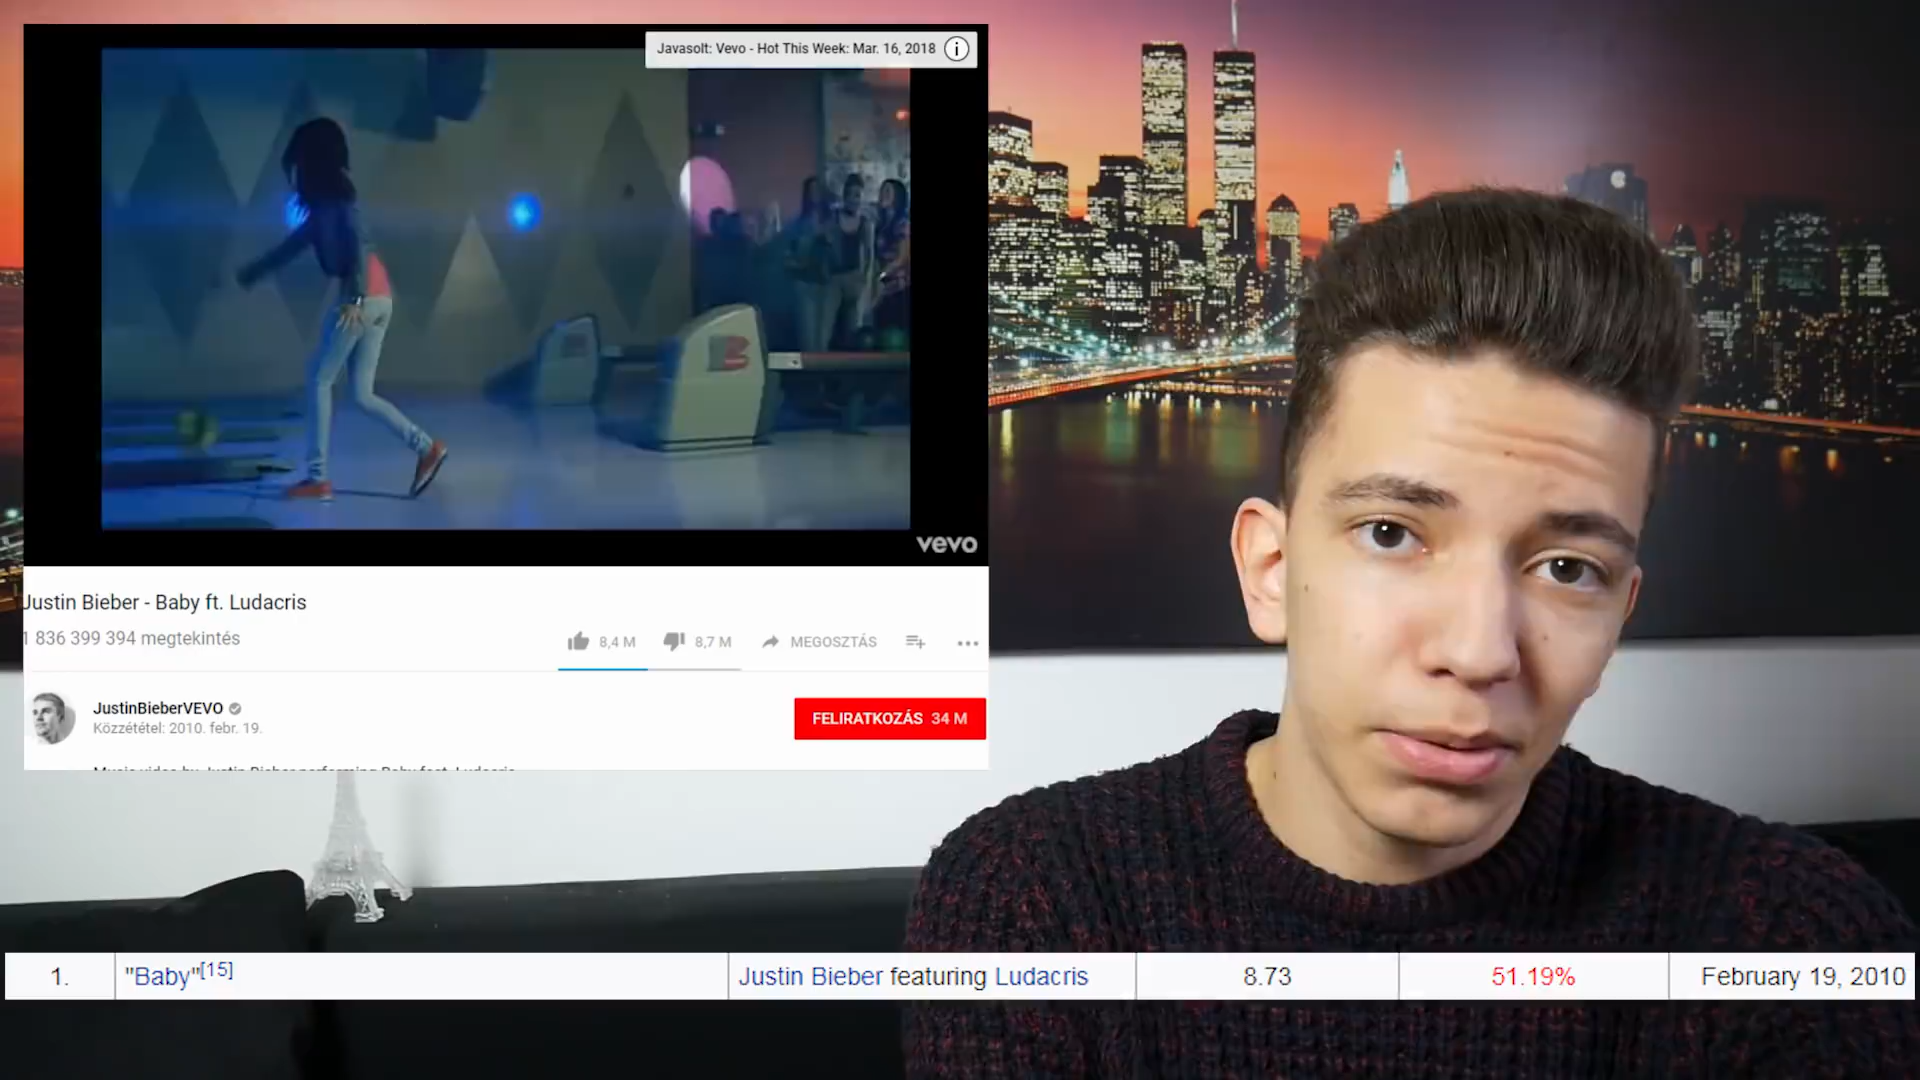 Javasolt: Vevo - Hot This Week: Mar. 16, 2018
vevo
Justin Bieber - Baby ft. Ludacris
1 836 399 394 megtekintés
8,4 M 8,7 M MEGOSZTÁS
JustinBieberVEVO
Közzététel: 2010. febr. 19.
FELIRATKOZÁS 34 M
1. "Baby"[15] Justin Bieber featuring Ludacris 8.73 51.19% February 19, 2010